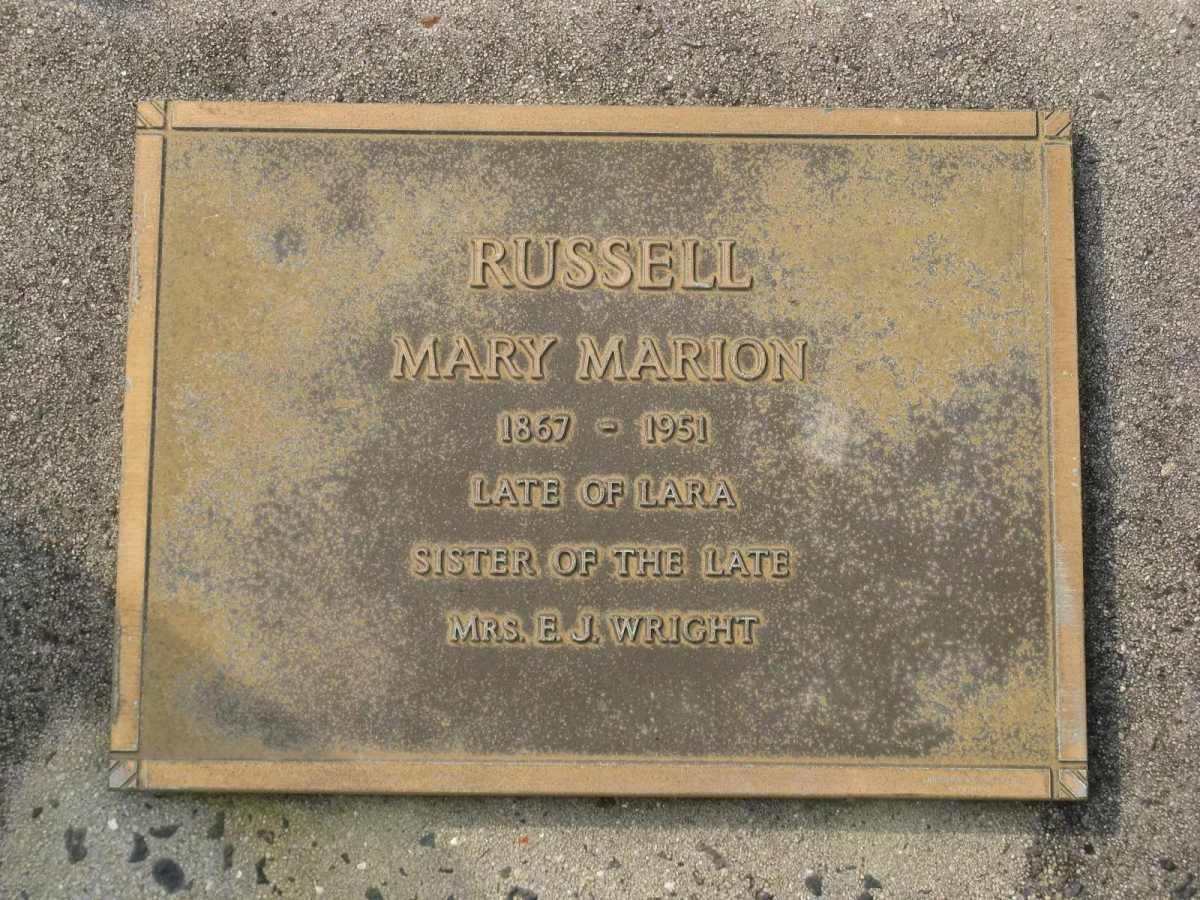 RUSSELL
MARY MARION
1867 - 1951
LATE OF LARA
SISTER OF THE LATE
MRS. E. J. WRIGHT